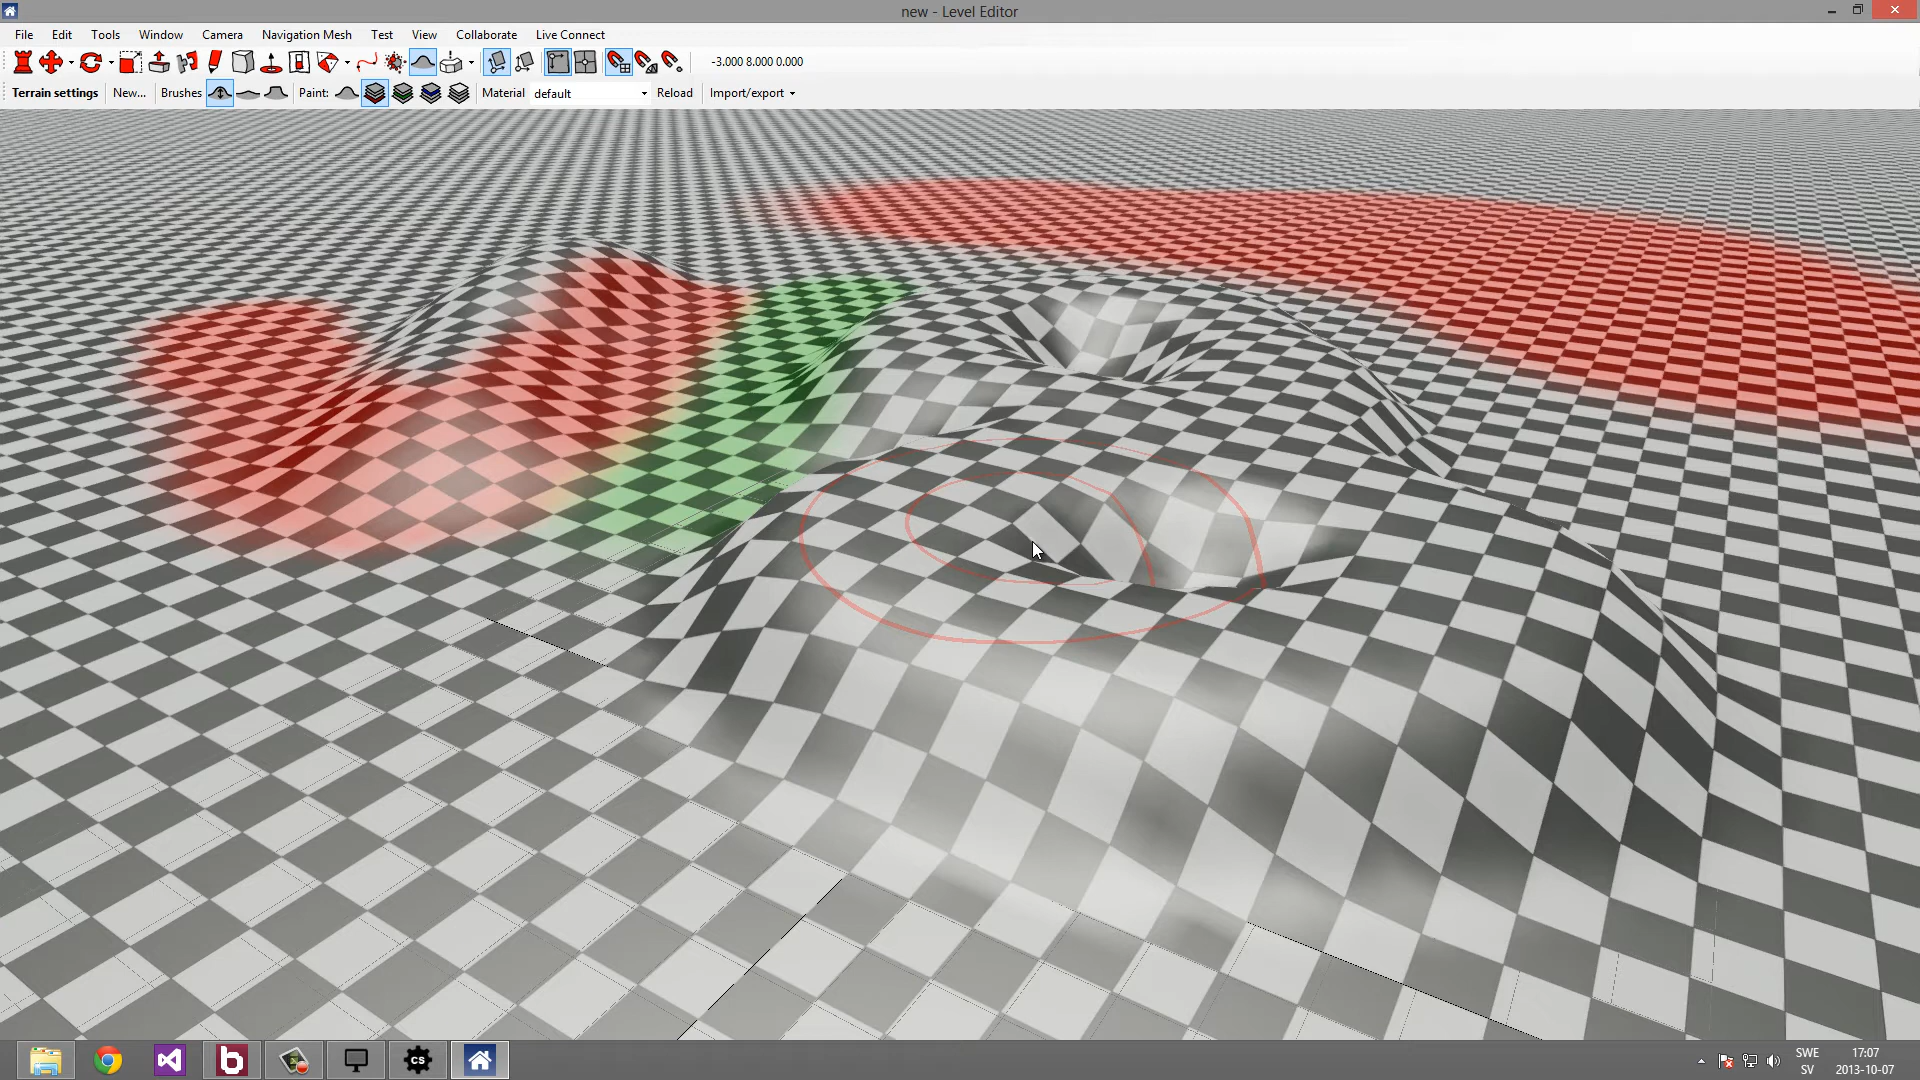 new - Level Editor
File Edit Tools Window Camera Navigation Mesh Test View Collaborate Live Connect
-3.000 8.000 0.000
Terrain settings New... Brushes Paint: Material default Reload Import/export
CS SWE 17:07
SV 2013-10-07